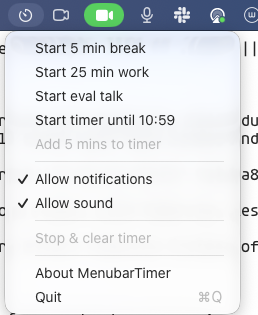 Start 5 min break
Start 25 min work
Start eval talk
Start timer until 10:59
Add 5 mins to timer
Allow notifications
Allow sound
Stop & clear timer
About MenubarTimer
Quit ⌘Q